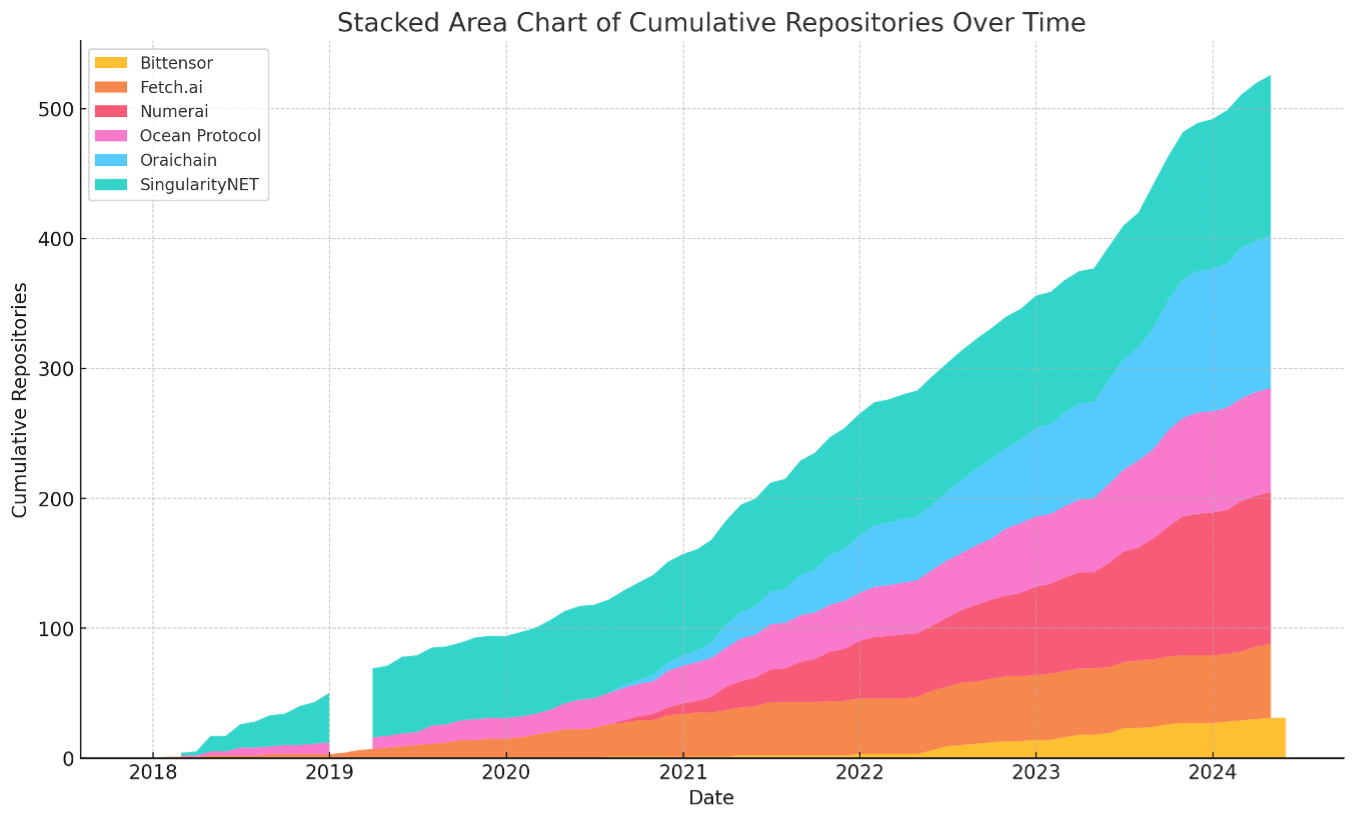 Stacked Area Chart of Cumulative Repositories Over Time
Bittensor
Fetch.ai
Numerai
Ocean Protocol
Oraichain
SingularityNET
Cumulative Repositories
500
400
300
200
100
0
2018 2019 2020 2021 2022 2023 2024
Date